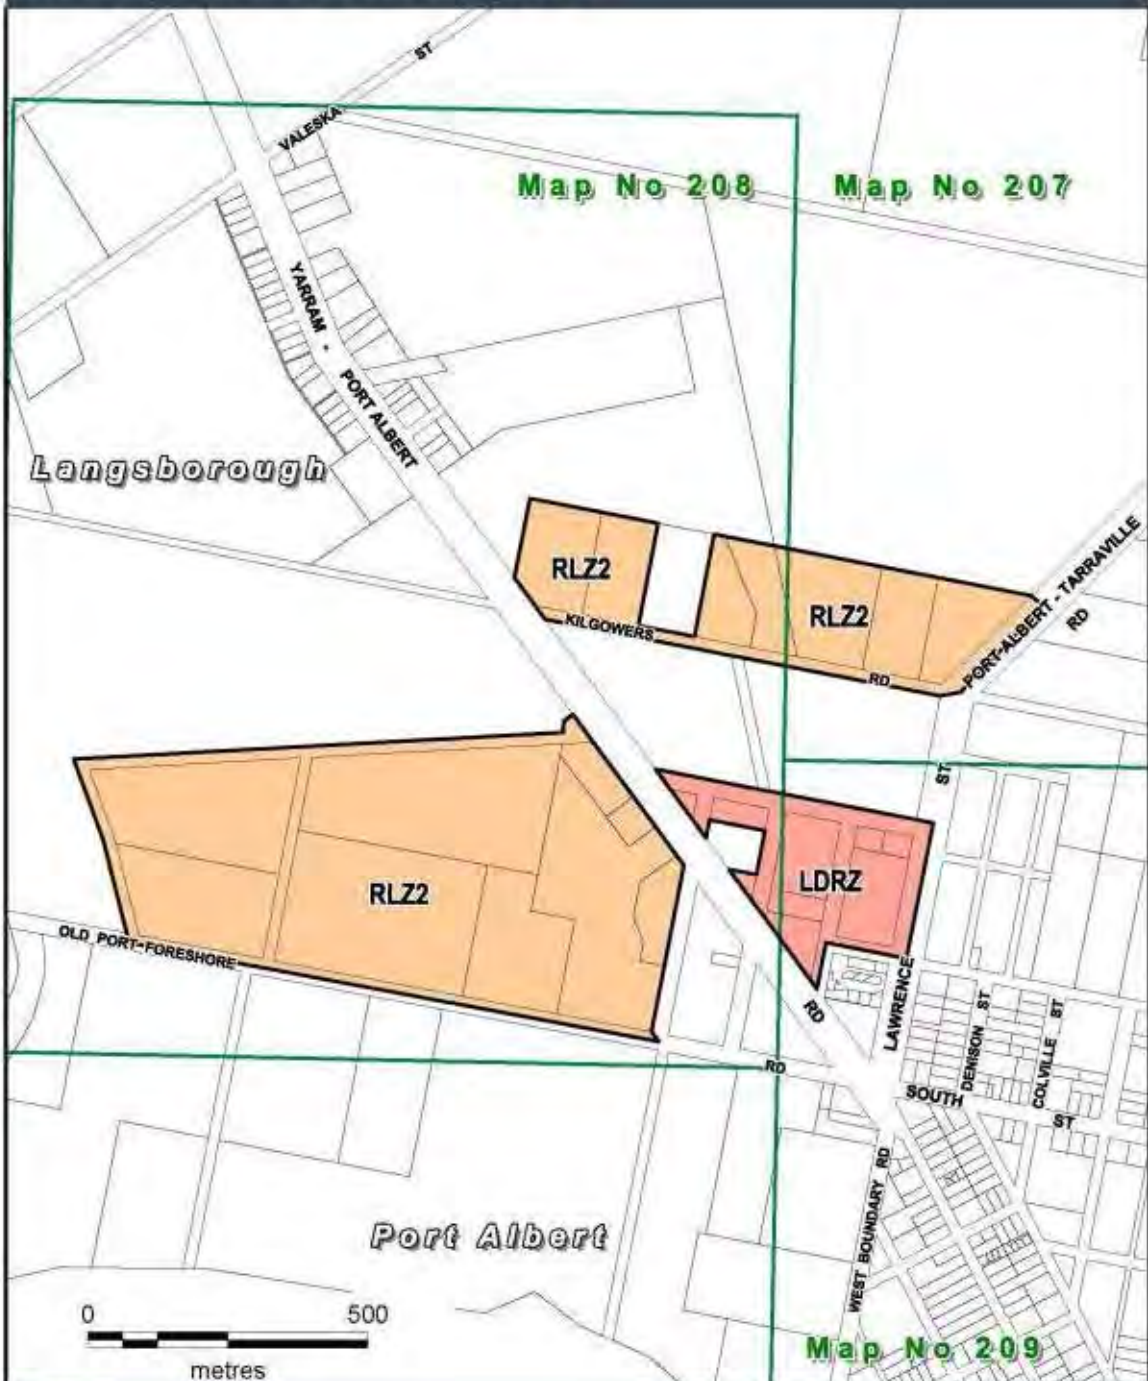 ST
VALESKA
Map No 208
Map No 207
YARRAM -
PORT ALBERT
Langsborough
RLZ2
RLZ2
KILGOWERS
RD
PORT-ALBERT - TARRAVILLE
RD
ST
LDRZ
RLZ2
OLD PORT-FORESHORE
RD
LAWRENCE
DENISON ST
COLVILLE ST
RD
SOUTH
ST
WEST BOUNDARY RD
Port Albert
0 500
metres
Map No 209